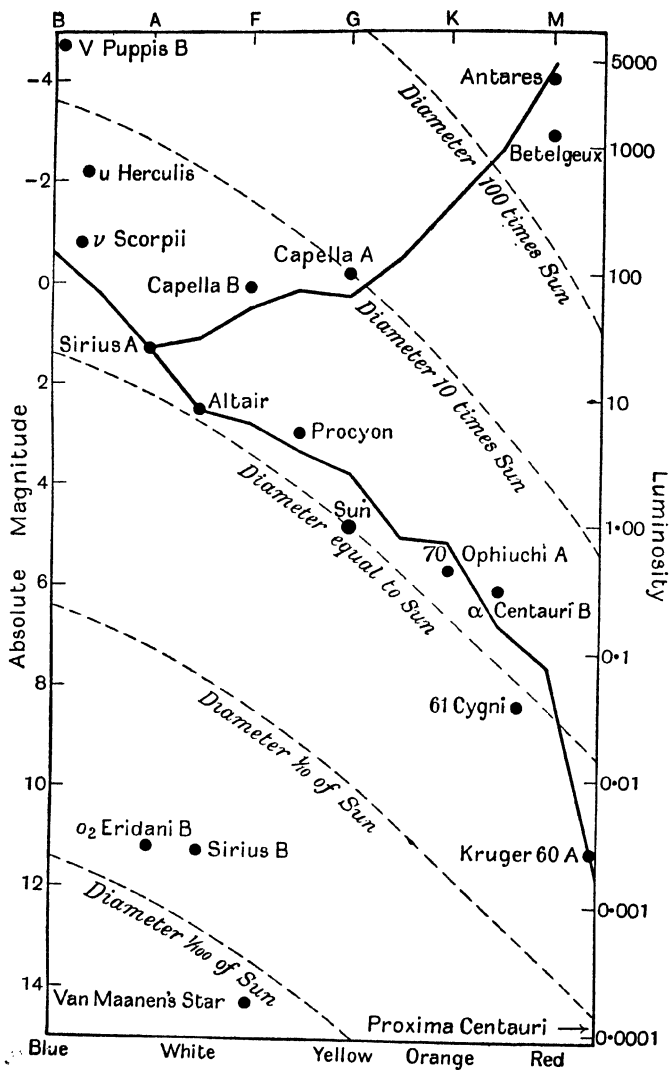 B A F G K M
V Puppis B
-4
5000
Antares
Diameter 100 times Sun
Betelgeux
1000
-2
u Herculis
ν Scorpii
Capella A
0
Capella B
100
Sirius A
Diameter 10 times Sun
2
Altair
10
Procyon
4
Absolute Magnitude
Luminosity
Sun
1·00
Diameter equal to Sun
70 Ophiuchi A
6
α Centauri B
0·1
8
61 Cygni
Diameter 1/10 of Sun
10
0·01
o₂ Eridani B
Sirius B
Kruger 60 A
12
Diameter 1/100 of Sun
0·001
14
Van Maanen's Star
Proxima Centauri →
0·0001
Blue White Yellow Orange Red